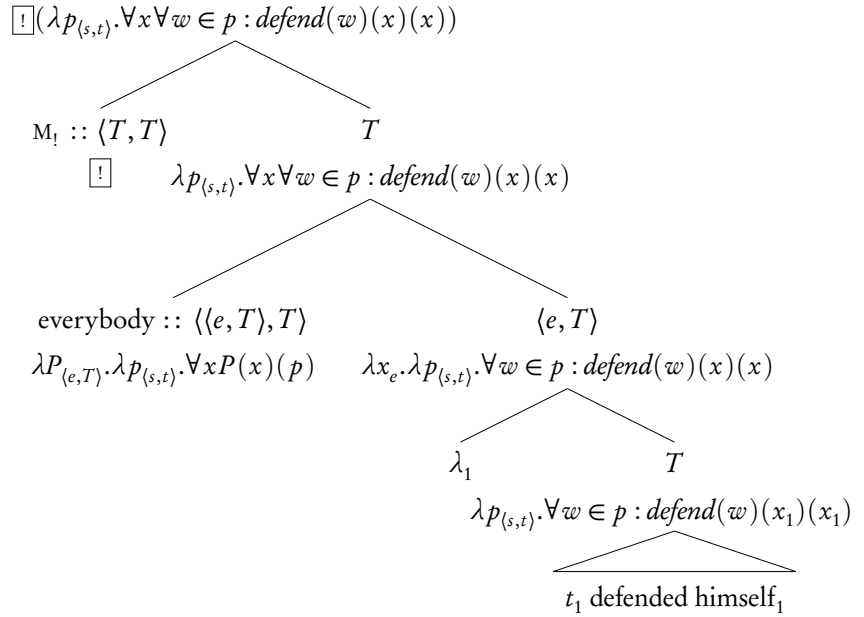 !(λp⟨s,t⟩.∀x∀w ∈ p : defend(w)(x)(x))
M! :: ⟨T, T⟩ T
! λp⟨s,t⟩.∀x∀w ∈ p : defend(w)(x)(x)
everybody :: ⟨⟨e, T⟩, T⟩ ⟨e, T⟩
λP⟨e,T⟩.λp⟨s,t⟩.∀xP(x)(p) λxₑ.λp⟨s,t⟩.∀w ∈ p : defend(w)(x)(x)
λ₁ T
λp⟨s,t⟩.∀w ∈ p : defend(w)(x₁)(x₁)
t₁ defended himself₁